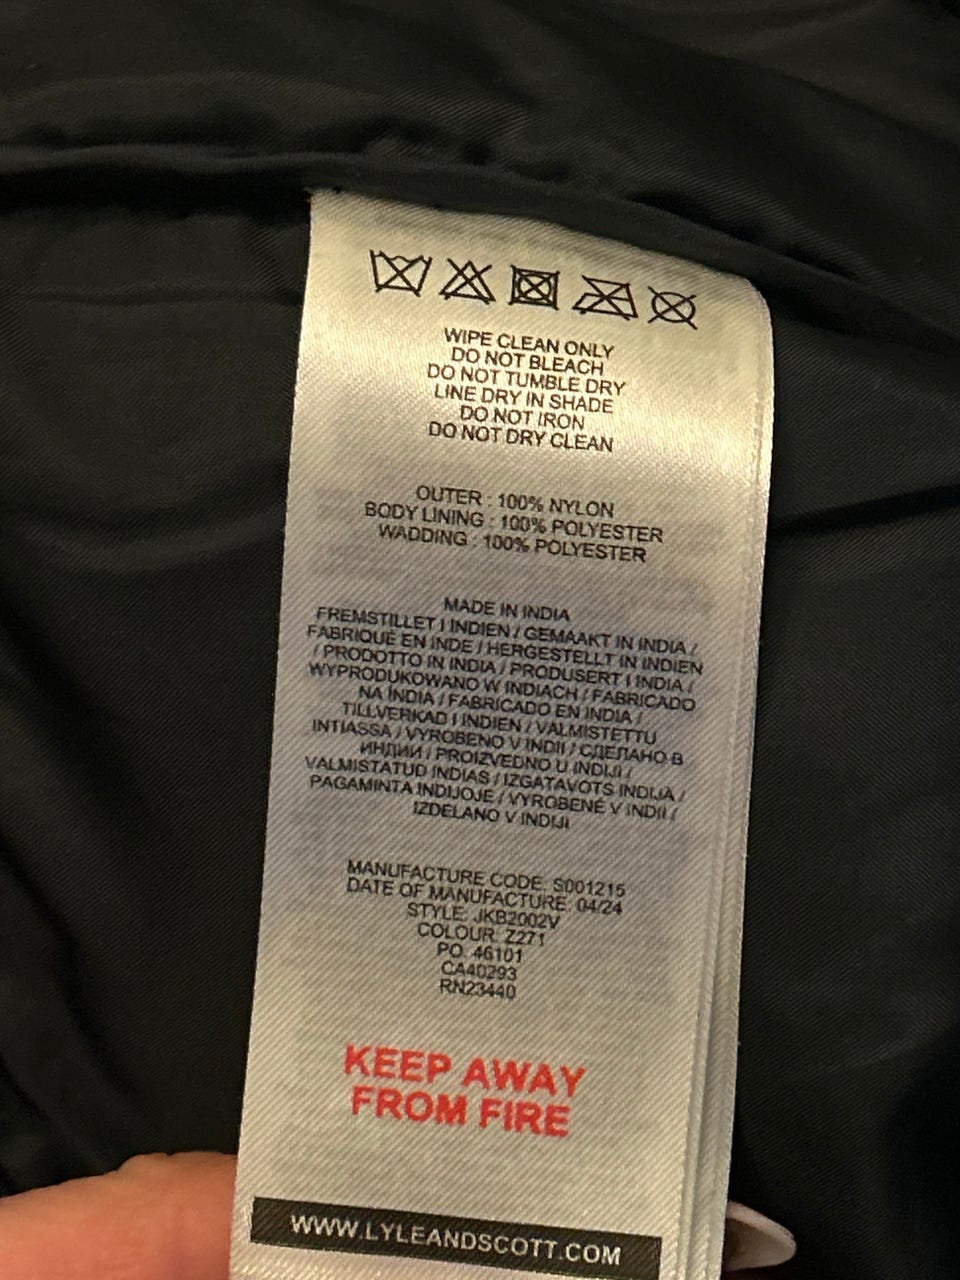 WIPE CLEAN ONLY
DO NOT BLEACH
DO NOT TUMBLE DRY
LINE DRY IN SHADE
DO NOT IRON
DO NOT DRY CLEAN
OUTER : 100% NYLON
BODY LINING : 100% POLYESTER
WADDING : 100% POLYESTER
MADE IN INDIA
FREMSTILLET I INDIEN / GEMAAKT IN INDIA /
FABRIQUÉ EN INDE / HERGESTELLT IN INDIEN
/ PRODOTTO IN INDIA / PRODUSERT I INDIA /
WYPRODUKOWANO W INDIACH / FABRICADO
NA ÍNDIA / FABRICADO EN INDIA /
TILLVERKAD I INDIEN / VALMISTETTU
INTIASSA / VYROBENO V INDII / СДЕЛАНО В
ИНДИИ / PROIZVEDNO U INDIJI /
VALMISTATUD INDIAS / IZGATAVOTS INDIJA /
PAGAMINTA INDIJOJE / VYROBENÉ V INDII /
IZDELANO V INDIJI
MANUFACTURE CODE: S001215
DATE OF MANUFACTURE: 04/24
STYLE: JKB2002V
COLOUR: Z271
PO. 46101
CA40293
RN23440
KEEP AWAY
FROM FIRE
WWW.LYLEANDSCOTT.COM